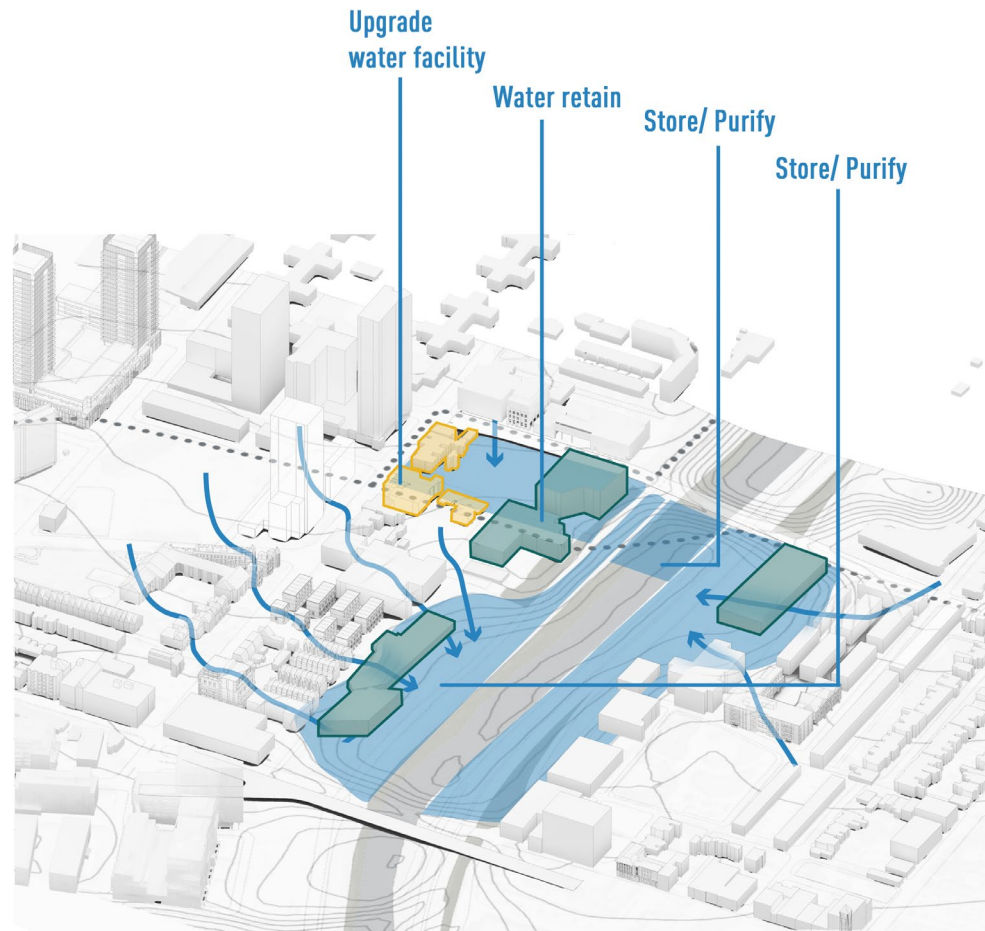 Upgrade
water facility
Water retain
Store/ Purify
Store/ Purify